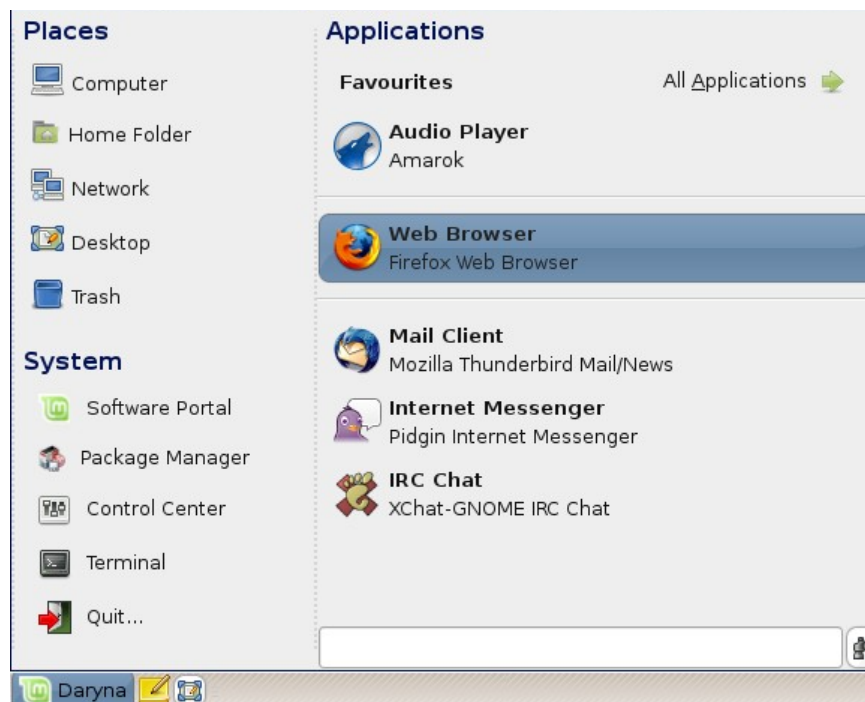 Places
Computer
Home Folder
Network
Desktop
Trash
System
Software Portal
Package Manager
Control Center
Terminal
Quit...
Applications
Favourites
All Applications
Audio Player
Amarok
Web Browser
Firefox Web Browser
Mail Client
Mozilla Thunderbird Mail/News
Internet Messenger
Pidgin Internet Messenger
IRC Chat
XChat-GNOME IRC Chat
Daryna